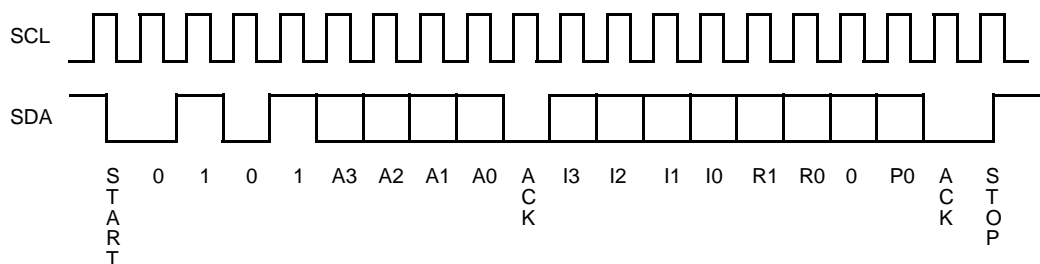 SCL
SDA
START 0 1 0 1 A3 A2 A1 A0 ACK I3 I2 I1 I0 R1 R0 0 P0 ACK STOP